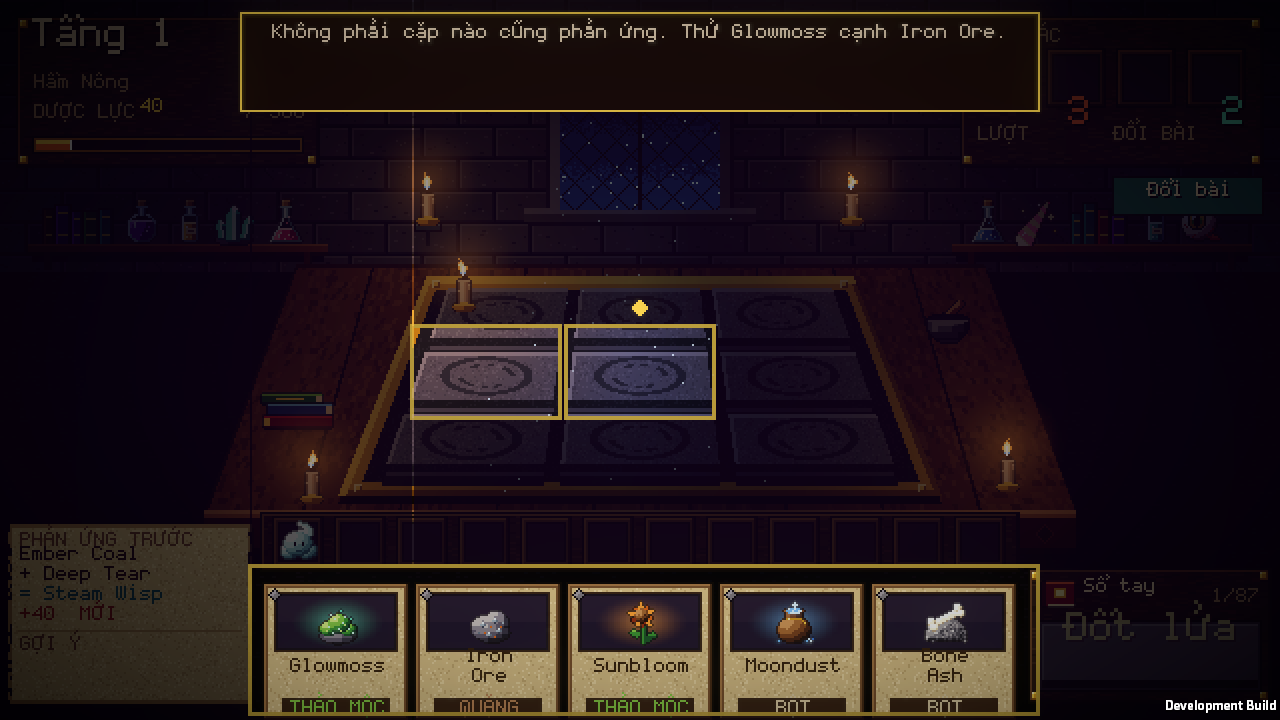 Không phải cặp nào cũng phản ứng. Thử Glowmoss cạnh Iron Ore.
Tầng 1
Hầm Nông
DƯỢC LỰC 40
LƯỢT
3
ĐỔI BÀI
2
Đổi bài
PHẢN ỨNG TRƯỚC
Ember Coal
+ Deep Tear
= Steam Wisp
+40 MỚI
GỢI Ý
Glowmoss
THẢO MỘC
Iron
Ore
QUẶNG
Sunbloom
THẢO MỘC
Moondust
BỘT
Bone
Ash
BỘT
Sổ tay
1/87
Đốt lửa
Development Build